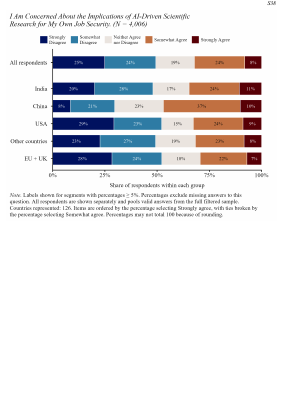 S38
I Am Concerned About the Implications of AI-Driven Scientific
Research for My Own Job Security. (N = 4,006)
Strongly Disagree Somewhat Disagree Neither Agree nor Disagree Somewhat Agree Strongly Agree
All respondents 25% 24% 19% 24% 8%
India 20% 28% 17% 24% 11%
China 9% 21% 23% 37% 10%
USA 29% 23% 15% 24% 9%
Other countries 23% 27% 19% 23% 8%
EU + UK 28% 24% 18% 22% 7%
0% 25% 50% 75% 100%
Share of respondents within each group
Note. Labels shown for segments with percentages ≥ 5%. Percentages exclude missing answers to this
question. All respondents are shown separately and pools valid answers from the full filtered sample.
Countries represented: 126. Items are ordered by the percentage selecting Strongly agree, with ties broken by
the percentage selecting Somewhat agree. Percentages may not total 100 because of rounding.